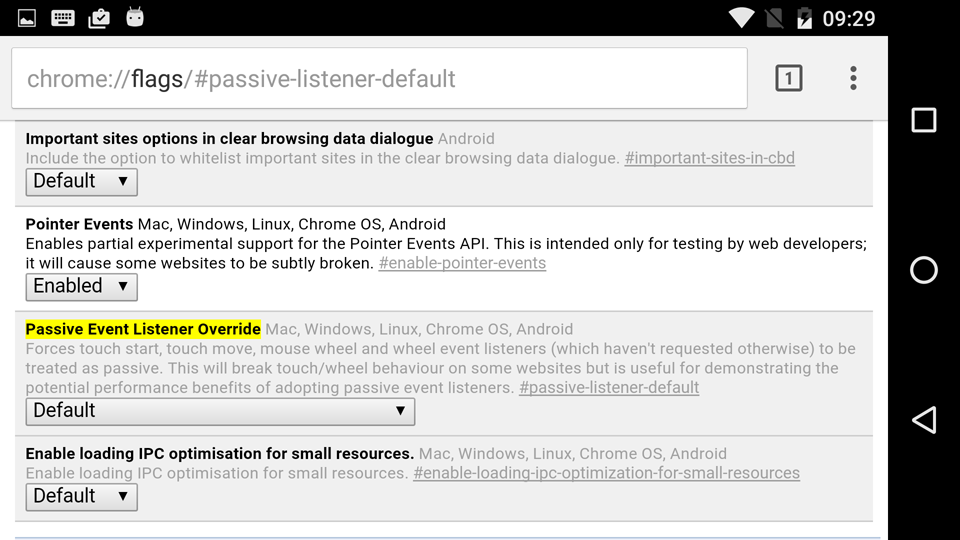 09:29
chrome://flags/#passive-listener-default
1
Important sites options in clear browsing data dialogue Android
Include the option to whitelist important sites in the clear browsing data dialogue. #important-sites-in-cbd
Default
Pointer Events Mac, Windows, Linux, Chrome OS, Android
Enables partial experimental support for the Pointer Events API. This is intended only for testing by web developers;
it will cause some websites to be subtly broken. #enable-pointer-events
Enabled
Passive Event Listener Override Mac, Windows, Linux, Chrome OS, Android
Forces touch start, touch move, mouse wheel and wheel event listeners (which haven't requested otherwise) to be
treated as passive. This will break touch/wheel behaviour on some websites but is useful for demonstrating the
potential performance benefits of adopting passive event listeners. #passive-listener-default
Default
Enable loading IPC optimisation for small resources. Mac, Windows, Linux, Chrome OS, Android
Enable loading IPC optimisation for small resources. #enable-loading-ipc-optimization-for-small-resources
Default